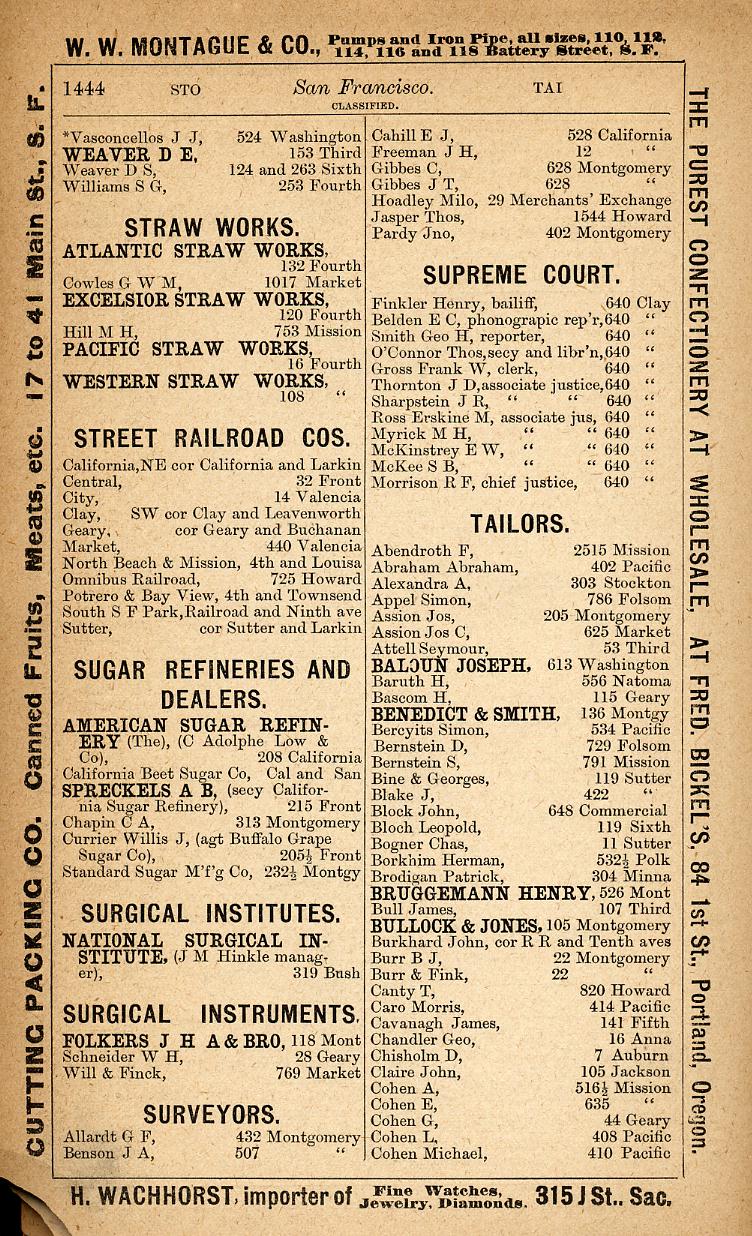 W. W. MONTAGUE & CO., Pumps and Iron Pipe, all sizes, 110, 112,
114, 116 and 118 Battery Street, S. F.
CUTTING PACKING CO. Canned Fruits, Meats, etc. 17 to 41 Main St., S. F.
1444 STO San Francisco. TAI
CLASSIFIED.
*Vasconcellos J J, 524 Washington
WEAVER D E, 153 Third
Weaver D S, 124 and 263 Sixth
Williams S G, 253 Fourth
STRAW WORKS.
ATLANTIC STRAW WORKS,
132 Fourth
Cowles G W M, 1017 Market
EXCELSIOR STRAW WORKS,
120 Fourth
Hill M H, 753 Mission
PACIFIC STRAW WORKS,
16 Fourth
WESTERN STRAW WORKS,
108 “
STREET RAILROAD COS.
California, NE cor California and Larkin
Central, 32 Front
City, 14 Valencia
Clay, SW cor Clay and Leavenworth
Geary, cor Geary and Buchanan
Market, 440 Valencia
North Beach & Mission, 4th and Louisa
Omnibus Railroad, 725 Howard
Potrero & Bay View, 4th and Townsend
South S F Park, Railroad and Ninth ave
Sutter, cor Sutter and Larkin
SUGAR REFINERIES AND
DEALERS.
AMERICAN SUGAR REFIN-
ERY (The), (C Adolphe Low &
Co), 208 California
California Beet Sugar Co, Cal and San
SPRECKELS A B, (secy Califor-
nia Sugar Refinery), 215 Front
Chapin C A, 313 Montgomery
Currier Willis J, (agt Buffalo Grape
Sugar Co), 205½ Front
Standard Sugar M'f'g Co, 232½ Montgy
SURGICAL INSTITUTES.
NATIONAL SURGICAL IN-
STITUTE, (J M Hinkle manag-
er), 319 Bush
SURGICAL INSTRUMENTS.
FOLKERS J H A & BRO, 118 Mont
Schneider W H, 28 Geary
Will & Finck, 769 Market
SURVEYORS.
Allardt G F, 432 Montgomery
Benson J A, 507 “
Cahill E J, 528 California
Freeman J H, 12 “
Gibbes C, 628 Montgomery
Gibbes J T, 628 “
Hoadley Milo, 29 Merchants' Exchange
Jasper Thos, 1544 Howard
Pardy Jno, 402 Montgomery
SUPREME COURT.
Finkler Henry, bailiff, 640 Clay
Belden E C, phonograpic rep'r, 640 “
Smith Geo H, reporter, 640 “
O'Connor Thos, secy and libr'n, 640 “
Gross Frank W, clerk, 640 “
Thornton J D, associate justice, 640 “
Sharpstein J R, “ “ 640 “
Ross Erskine M, associate jus, 640 “
Myrick M H, “ “ 640 “
McKinstrey E W, “ “ 640 “
McKee S B, “ “ 640 “
Morrison R F, chief justice, 640 “
TAILORS.
Abendroth F, 2515 Mission
Abraham Abraham, 402 Pacific
Alexandra A, 303 Stockton
Appel Simon, 786 Folsom
Assion Jos, 205 Montgomery
Assion Jos C, 625 Market
Attell Seymour, 53 Third
BALOUN JOSEPH, 613 Washington
Baruth H, 556 Natoma
Bascom H, 115 Geary
BENEDICT & SMITH, 136 Montgy
Bercyits Simon, 534 Pacific
Bernstein D, 729 Folsom
Bernstein S, 791 Mission
Bine & Georges, 119 Sutter
Blake J, 422 “
Block John, 648 Commercial
Bloch Leopold, 119 Sixth
Bogner Chas, 11 Sutter
Borkhim Herman, 532½ Polk
Brodigan Patrick, 304 Minna
BRUGGEMANN HENRY, 526 Mont
Bull James, 107 Third
BULLOCK & JONES, 105 Montgomery
Burkhard John, cor R R and Tenth aves
Burr B J, 22 Montgomery
Burr & Fink, 22 “
Canty T, 820 Howard
Caro Morris, 414 Pacific
Cavanagh James, 141 Fifth
Chandler Geo, 16 Anna
Chisholm D, 7 Auburn
Claire John, 105 Jackson
Cohen A, 516½ Mission
Cohen E, 635 “
Cohen G, 44 Geary
Cohen L, 408 Pacific
Cohen Michael, 410 Pacific
THE PUREST CONFECTIONERY AT WHOLESALE, AT FRED. BICKEL'S, 84 1st St., Portland, Oregon.
H. WACHHORST, importer of Fine Watches, Jewelry, Diamonds. 315 J St., Sac.